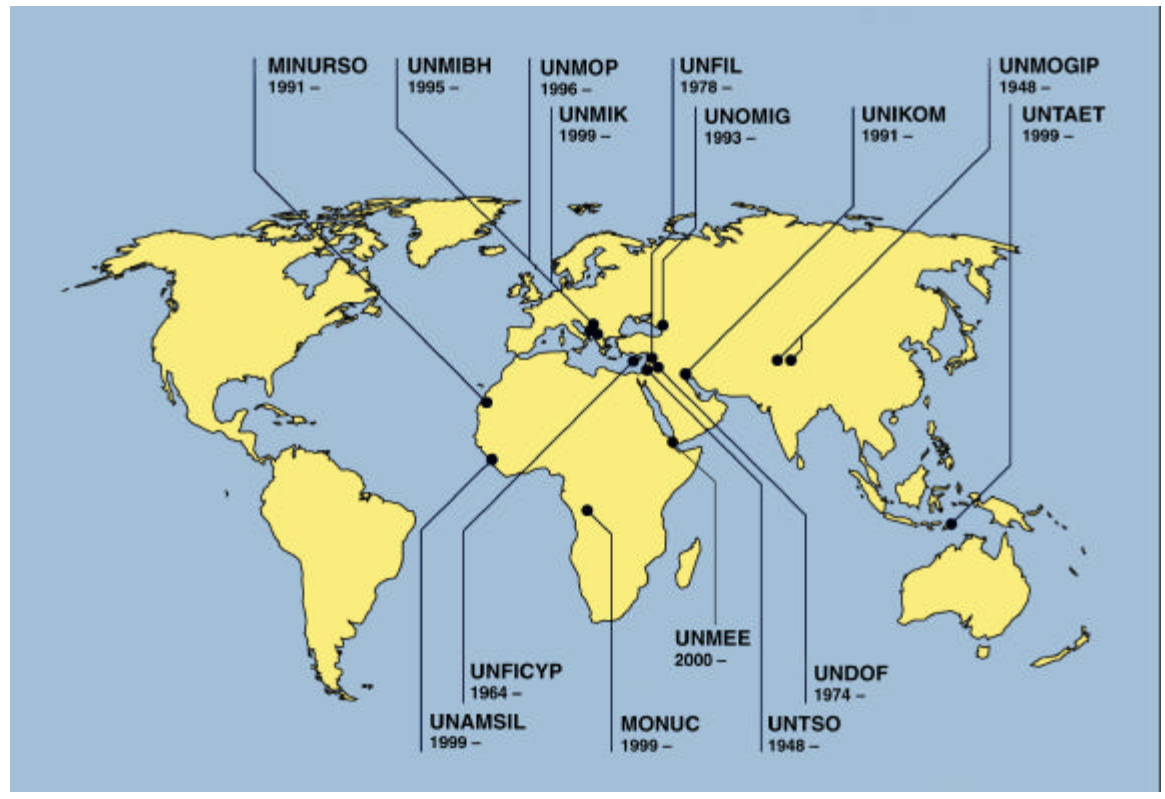 MINURSO
1991 –
UNMIBH
1995 –
UNMOP
1996 –
UNFIL
1978 –
UNMOGIP
1948 –
UNMIK
1999 –
UNOMIG
1993 –
UNIKOM
1991 –
UNTAET
1999 –
UNMEE
2000 –
UNFICYP
1964 –
UNDOF
1974 –
UNAMSIL
1999 –
MONUC
1999 –
UNTSO
1948 –